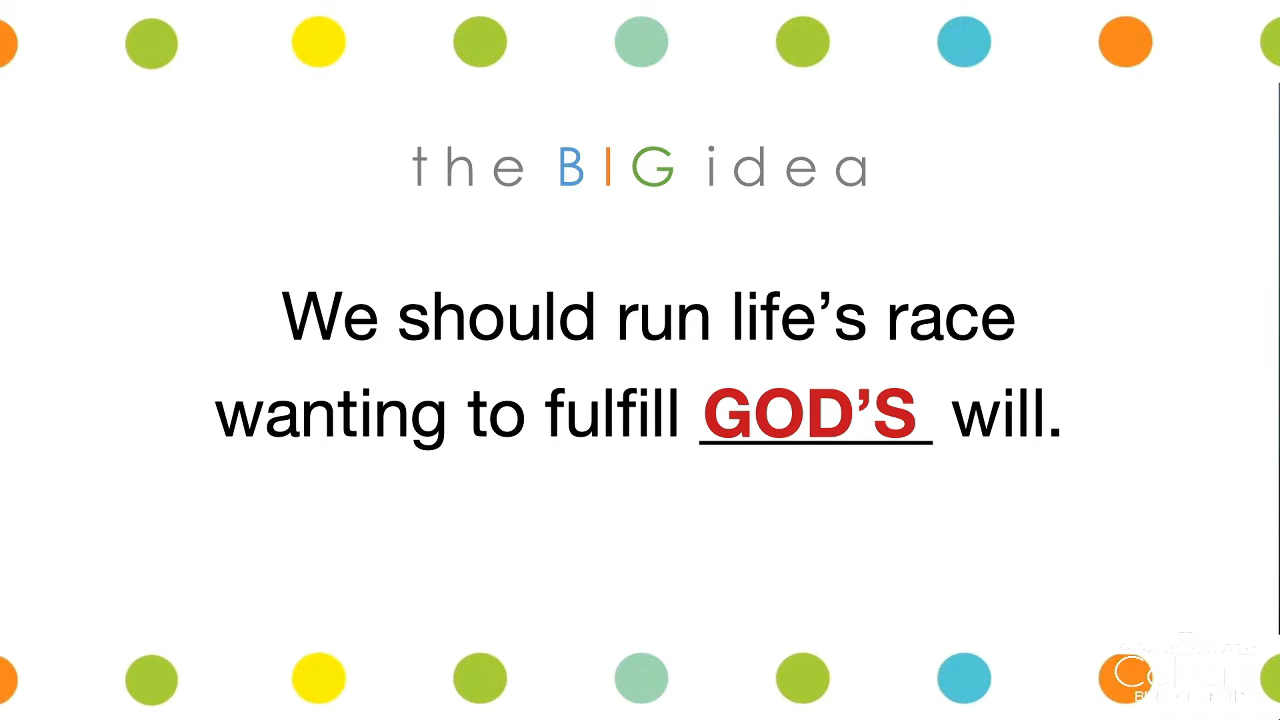 the BIG idea
We should run life’s race
wanting to fulfill GOD’S will.